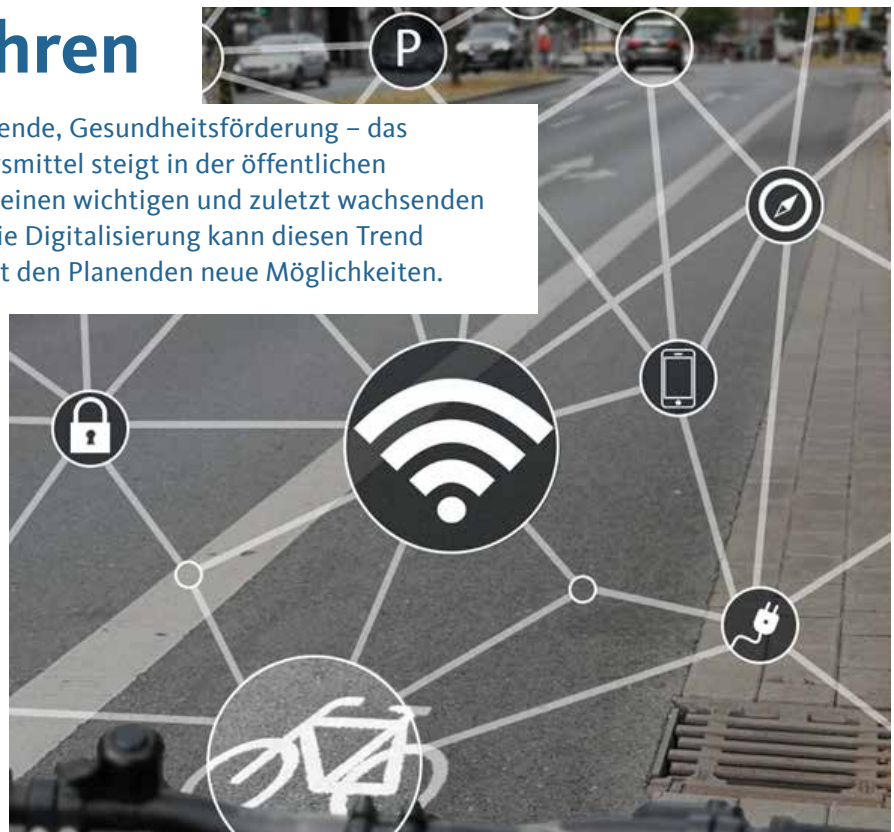 hren
ende, Gesundheitsförderung – das
smittel steigt in der öffentlichen
einen wichtigen und zuletzt wachsenden
ie Digitalisierung kann diesen Trend
t den Planenden neue Möglichkeiten.
P